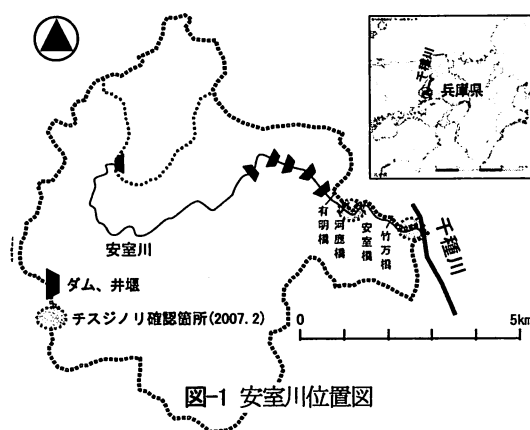 千種川
兵庫県
有明橋
河鹿橋
安室橋
竹万橋
千種川
安室川
ダム、井堰
チスジノリ確認箇所(2007.2)
0
5km
図-1 安室川位置図